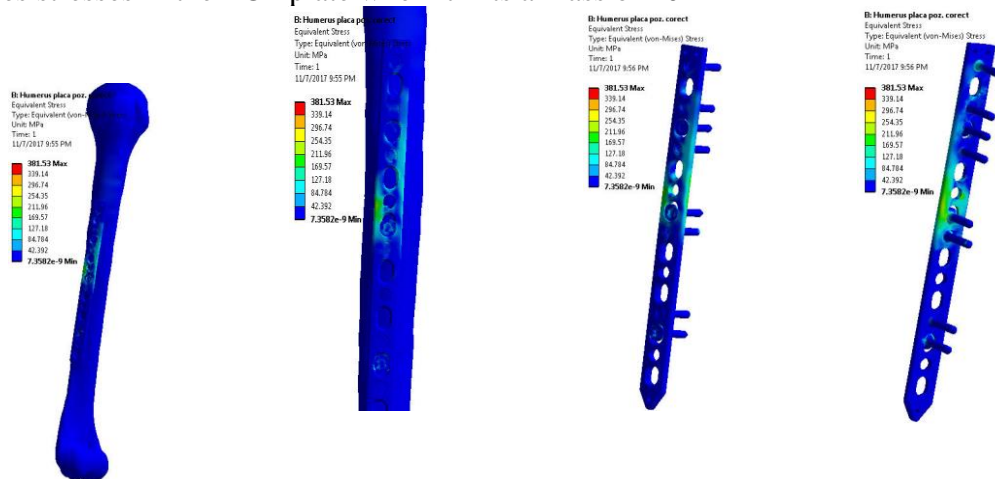 stresses in the plate
B: Humerus placa poz.
Equivalent Stress
Type: Equivalent
Unit: MPa
Time: 1
11/7/2017 9:55 PM
381.53 Max
339.14
296.74
254.35
211.96
169.57
127.18
84.784
42.392
7.3582e-9 Min
B: Humerus placa poz. corect
Equivalent Stress
Type: Equivalent
Unit: MPa
Time: 1
11/7/2017 9:55 PM
381.53 Max
339.14
296.74
254.35
211.96
169.57
127.18
84.784
42.392
7.3582e-9 Min
B: Humerus placa poz. corect
Equivalent Stress
Type: Equivalent (von-Mises) Stress
Unit: MPa
Time: 1
11/7/2017 9:56 PM
381.53 Max
339.14
296.74
254.35
211.96
169.57
127.18
84.784
42.392
7.3582e-9 Min
B: Humerus placa poz. corect
Equivalent Stress
Type: Equivalent (von-Mises) Stress
Unit: MPa
Time: 1
11/7/2017 9:56 PM
381.53 Max
339.14
296.74
254.35
211.96
169.57
127.18
84.784
42.392
7.3582e-9 Min